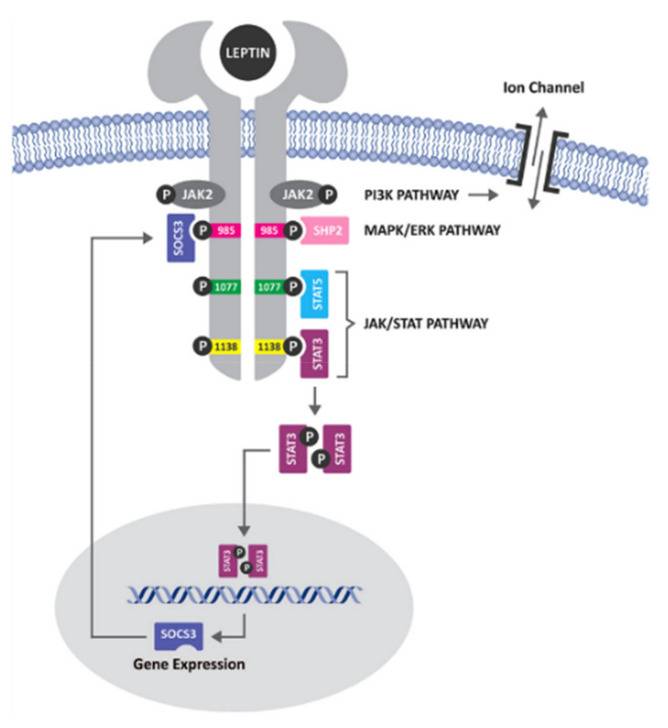 LEPTIN
Ion Channel
P JAK2 JAK2 P PI3K PATHWAY
SOCS3 P 985 985 P SHP2 MAPK/ERK PATHWAY
P 1077 1077 P STAT5
JAK/STAT PATHWAY
P 1138 1138 P STAT3
STAT3 P P STAT3
STAT3 P P STAT3
SOCS3
Gene Expression